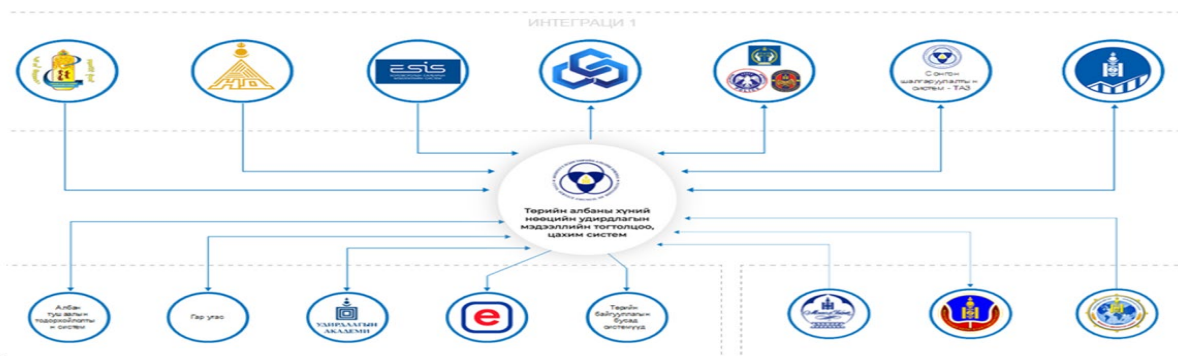 ИНТЕГРАЦИ 1
ESIS
Сонгон
шалгаруулалты н
систем - ТАЗ
Төрийн албаны хүний
нөөцийн удирдлагын
мэдээллийн тогтолцоо,
цахим систем
Албан
тушаалын
тодорхойлолты
н систем
Гар утас
УДИРДЛАГЫН
АКАДЕМИ
e
Төрийн
байгууллагын
бусад
системүүд